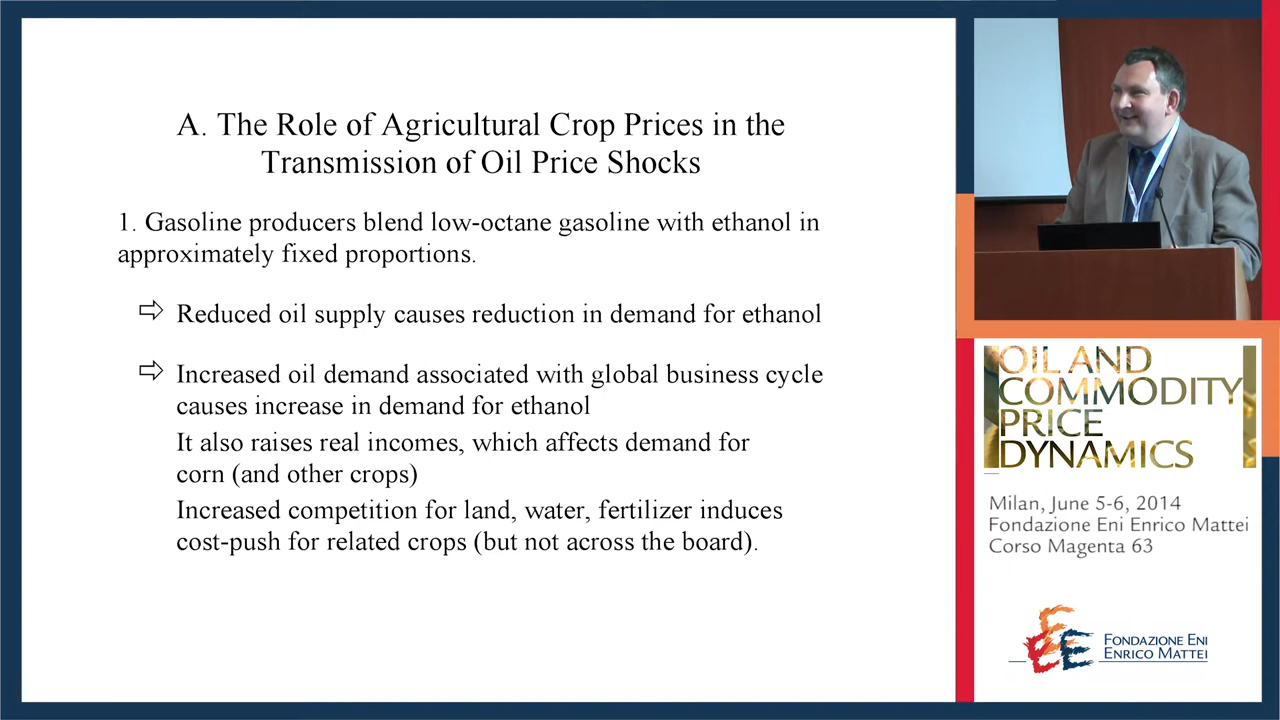 A. The Role of Agricultural Crop Prices in the
Transmission of Oil Price Shocks
1. Gasoline producers blend low-octane gasoline with ethanol in
approximately fixed proportions.
⇨ Reduced oil supply causes reduction in demand for ethanol
⇨ Increased oil demand associated with global business cycle
causes increase in demand for ethanol
It also raises real incomes, which affects demand for
corn (and other crops)
Increased competition for land, water, fertilizer induces
cost-push for related crops (but not across the board).
OIL AND
COMMODITY
PRICE
DYNAMICS
Milan, June 5-6, 2014
Fondazione Eni Enrico Mattei
Corso Magenta 63
FONDAZIONE ENI
ENRICO MATTEI